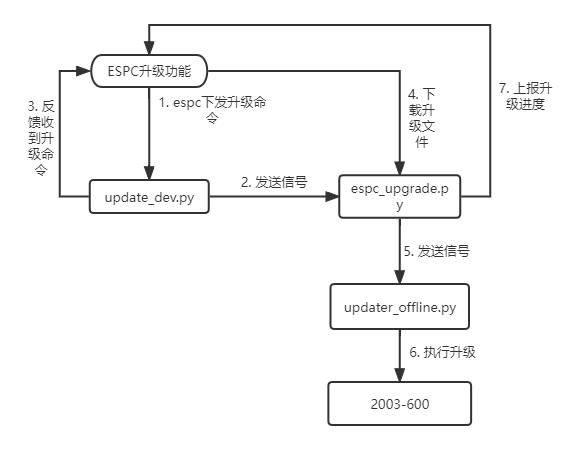 ESPC升级功能
1. espc下发升级命
令
3. 反
馈收
到升
级命
令
4. 下
载升
级文
件
7. 上报升
级进度
update_dev.py
2. 发送信号
espc_upgrade.p
y
5. 发送信号
updater_offline.py
6. 执行升级
2003-600